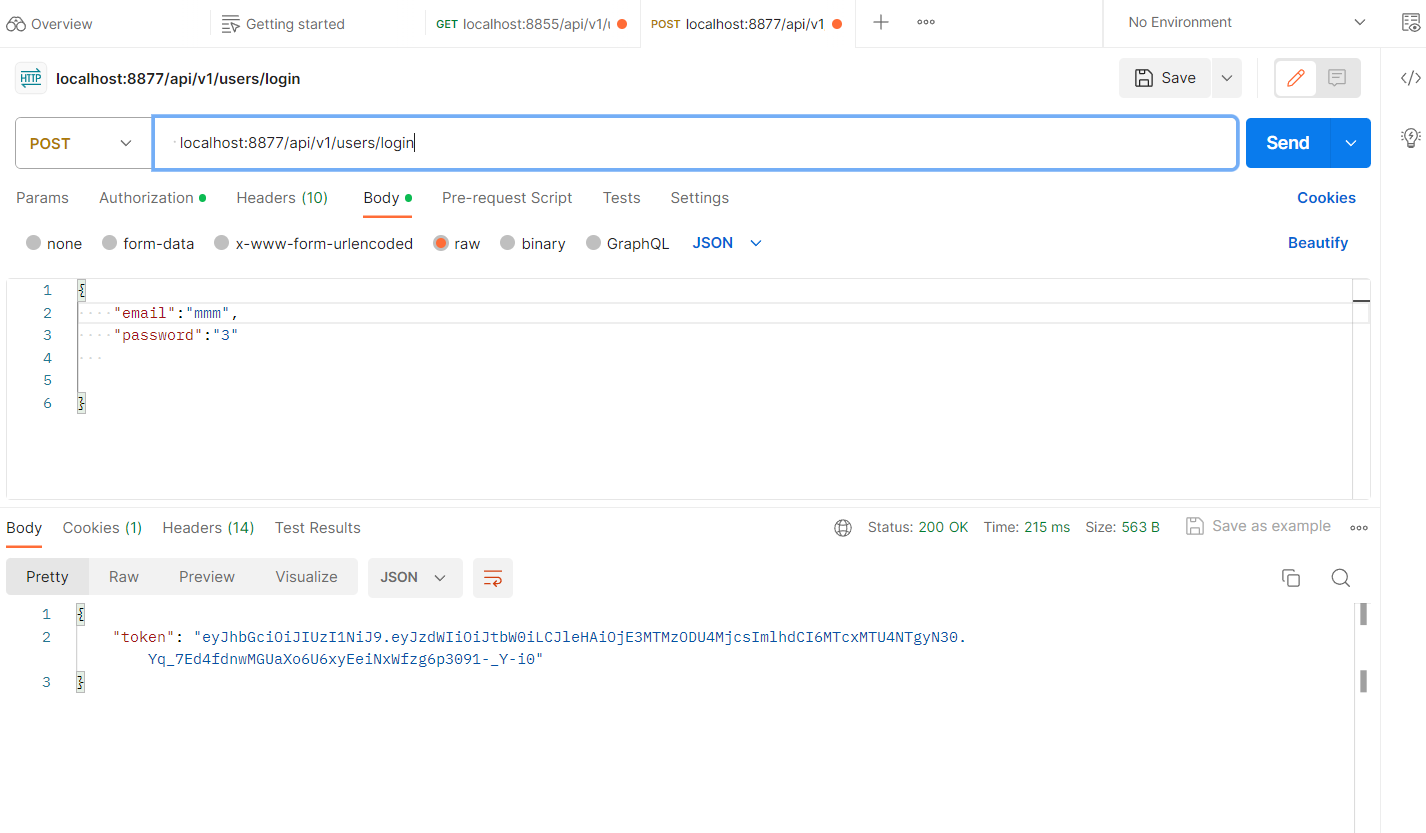 Overview
Getting started
GET localhost:8855/api/v1/u
POST localhost:8877/api/v1
No Environment
HTTP
localhost:8877/api/v1/users/login
Save
POST
localhost:8877/api/v1/users/login
Send
Params Authorization Headers (10) Body Pre-request Script Tests Settings Cookies
none form-data x-www-form-urlencoded raw binary GraphQL JSON Beautify
1 {
2 "email":"mmm",
3 "password":"3"
4
5
6 }
Body Cookies (1) Headers (14) Test Results Status: 200 OK Time: 215 ms Size: 563 B Save as example
Pretty Raw Preview Visualize JSON
1 {
2 "token": "eyJhbGciOiJIUzI1NiJ9.eyJzdWIiOiJtbW0iLCJleHAiOjE3MTMzODU4MjcsImlhdCI6MTcxMTU4NTgyN30.
Yq_7Ed4fdnwMGUaXo6U6xyEeiNxWfzg6p3091-_Y-i0"
3 }